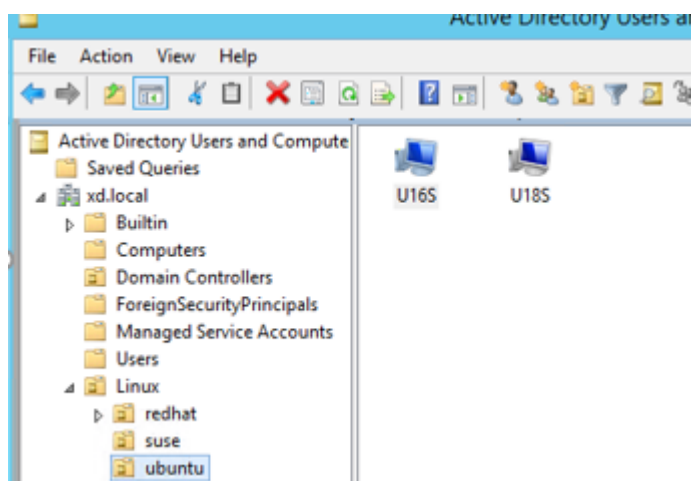 Active Directory Users a
File Action View Help
Active Directory Users and Compute
Saved Queries
xd.local
Builtin
Computers
Domain Controllers
ForeignSecurityPrincipals
Managed Service Accounts
Users
Linux
redhat
suse
ubuntu
U16S U18S